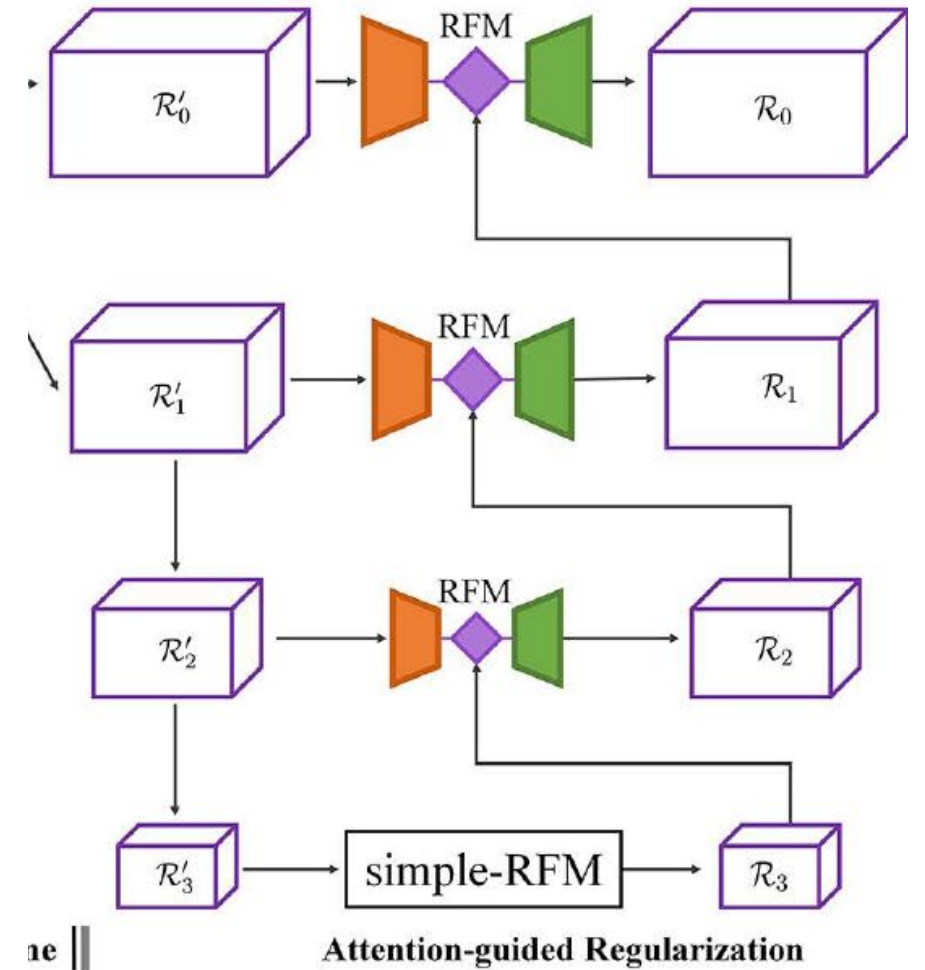 RFM
R′₀ R₀
RFM
R′₁ R₁
RFM
R′₂ R₂
R′₃ simple-RFM R₃
Attention-guided Regularization